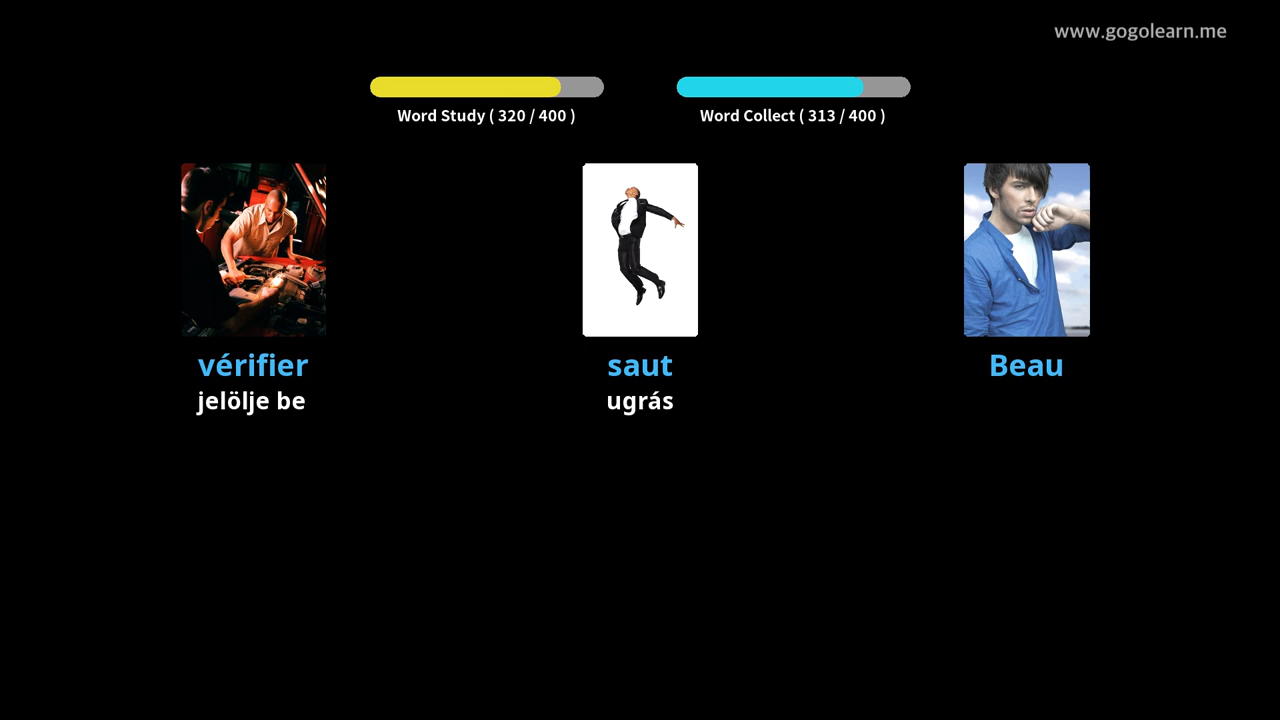 www.gogolearn.me
Word Study ( 320 / 400 )
Word Collect ( 313 / 400 )
vérifier
jelölje be
saut
ugrás
Beau